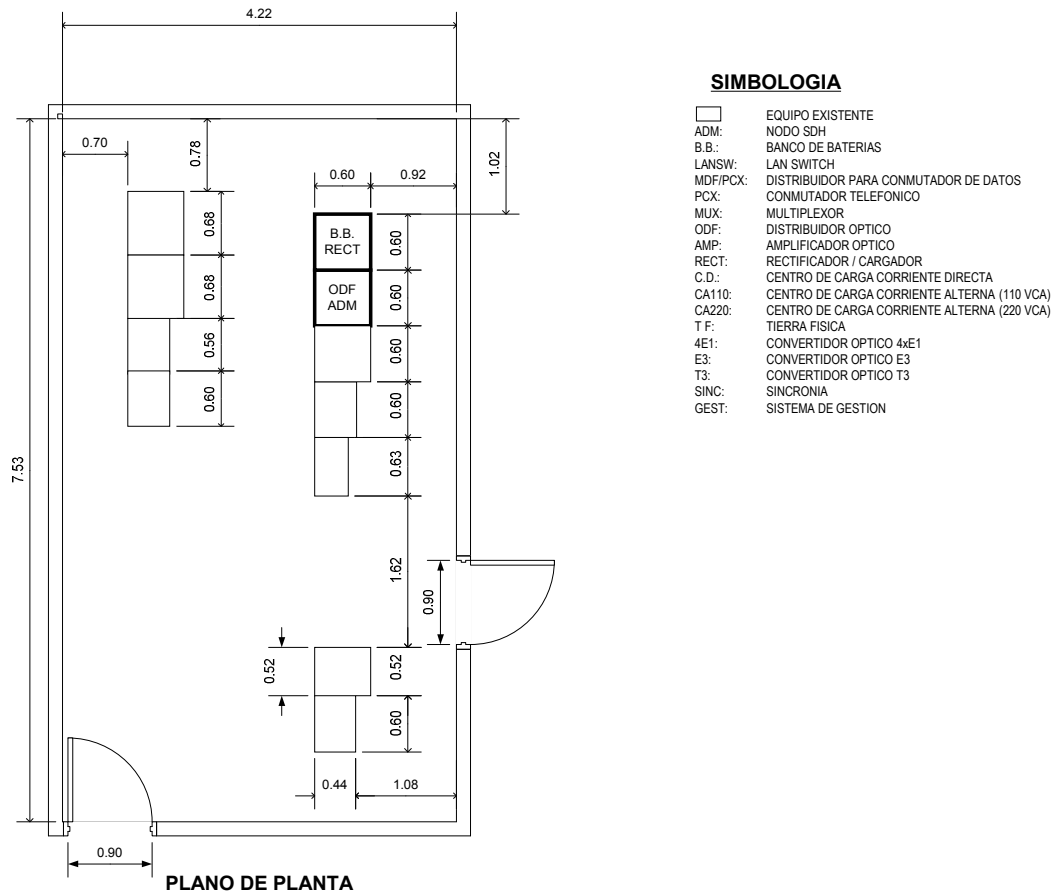 4.22
0.70
0.78
1.02
0.60
0.92
0.68
0.68
0.56
0.60
B.B.
RECT
ODF
ADM
0.60
0.60
0.60
0.60
0.63
7.53
1.62
0.90
0.52
0.52
0.60
0.44
1.08
0.90
PLANO DE PLANTA
SIMBOLOGIA
EQUIPO EXISTENTE
ADM: NODO SDH
B.B.: BANCO DE BATERIAS
LANSW: LAN SWITCH
MDF/PCX: DISTRIBUIDOR PARA CONMUTADOR DE DATOS
PCX: CONMUTADOR TELEFONICO
MUX: MULTIPLEXOR
ODF: DISTRIBUIDOR OPTICO
AMP: AMPLIFICADOR OPTICO
RECT: RECTIFICADOR / CARGADOR
C.D.: CENTRO DE CARGA CORRIENTE DIRECTA
CA110: CENTRO DE CARGA CORRIENTE ALTERNA (110 VCA)
CA220: CENTRO DE CARGA CORRIENTE ALTERNA (220 VCA)
T F: TIERRA FISICA
4E1: CONVERTIDOR OPTICO 4xE1
E3: CONVERTIDOR OPTICO E3
T3: CONVERTIDOR OPTICO T3
SINC: SINCRONIA
GEST: SISTEMA DE GESTION